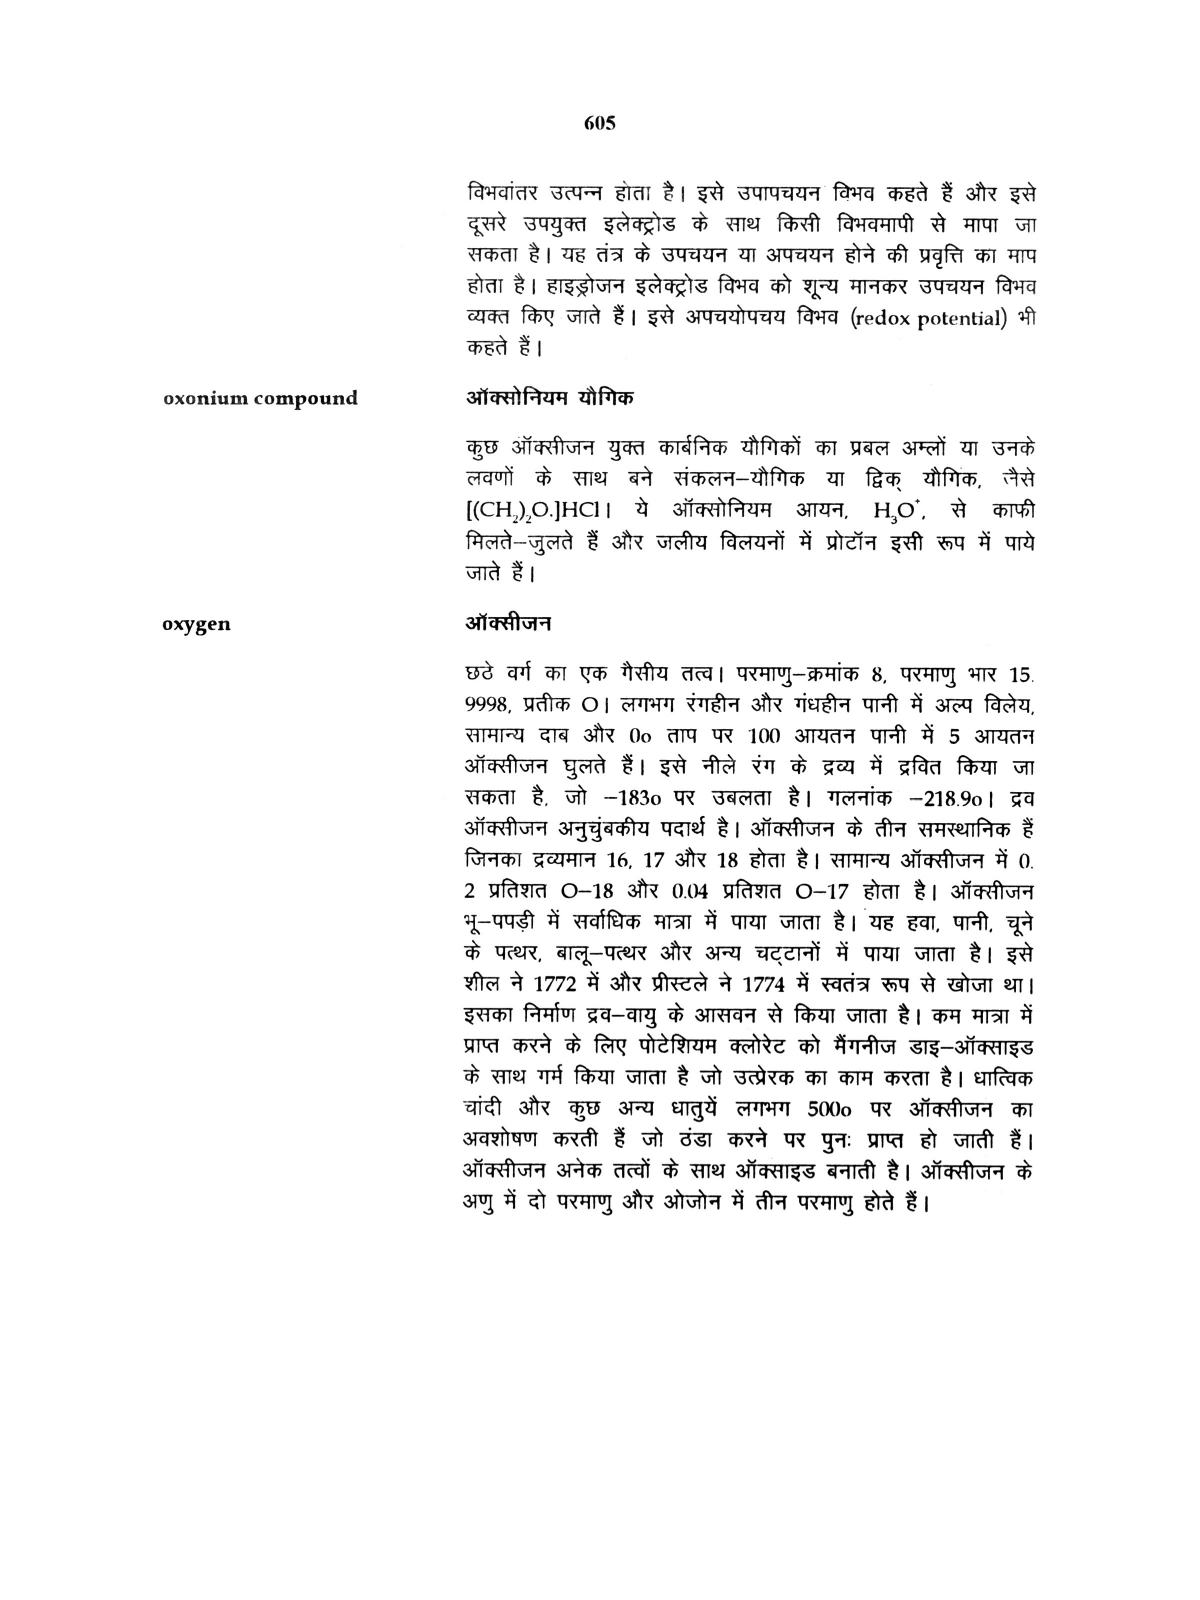 605
विभवांतर उत्पन्न होता है। इसे उपापचयन विभव कहते हैं और इसे
दूसरे उपयुक्त इलेक्ट्रोड के साथ किसी विभवमापी से मापा जा
सकता है। यह तंत्र के उपचयन या अपचयन होने की प्रवृत्ति का माप
होता है। हाइड्रोजन इलेक्ट्रोड विभव को शून्य मानकर उपचयन विभव
व्यक्त किए जाते हैं। इसे अपचयोपचय विभव (redox potential) भी
कहते हैं।
oxonium compound ऑक्सोनियम यौगिक
कुछ ऑक्सीजन युक्त कार्बनिक यौगिकों का प्रबल अम्लों या उनके
लवणों के साथ बने संकलन–यौगिक या द्विक् यौगिक, जैसे
[(CH₂)₂O.]HCl। ये ऑक्सोनियम आयन, H₃O⁺, से काफी
मिलते–जुलते हैं और जलीय विलयनों में प्रोटॉन इसी रूप में पाये
जाते हैं।
oxygen ऑक्सीजन
छठे वर्ग का एक गैसीय तत्व। परमाणु–क्रमांक 8, परमाणु भार 15.
9998, प्रतीक O। लगभग रंगहीन और गंधहीन पानी में अल्प विलेय,
सामान्य दाब और 0o ताप पर 100 आयतन पानी में 5 आयतन
ऑक्सीजन घुलते हैं। इसे नीले रंग के द्रव्य में द्रवित किया जा
सकता है, जो –183o पर उबलता है। गलनांक –218.9o। द्रव
ऑक्सीजन अनुचुंबकीय पदार्थ है। ऑक्सीजन के तीन समस्थानिक हैं
जिनका द्रव्यमान 16, 17 और 18 होता है। सामान्य ऑक्सीजन में 0.
2 प्रतिशत O–18 और 0.04 प्रतिशत O–17 होता है। ऑक्सीजन
भू–पपड़ी में सर्वाधिक मात्रा में पाया जाता है। यह हवा, पानी, चूने
के पत्थर, बालू–पत्थर और अन्य चट्टानों में पाया जाता है। इसे
शील ने 1772 में और प्रीस्टले ने 1774 में स्वतंत्र रूप से खोजा था।
इसका निर्माण द्रव–वायु के आसवन से किया जाता है। कम मात्रा में
प्राप्त करने के लिए पोटेशियम क्लोरेट को मैंगनीज डाइ–ऑक्साइड
के साथ गर्म किया जाता है जो उत्प्रेरक का काम करता है। धात्विक
चांदी और कुछ अन्य धातुयें लगभग 500o पर ऑक्सीजन का
अवशोषण करती हैं जो ठंडा करने पर पुनः प्राप्त हो जाती हैं।
ऑक्सीजन अनेक तत्वों के साथ ऑक्साइड बनाती है। ऑक्सीजन के
अणु में दो परमाणु और ओजोन में तीन परमाणु होते हैं।